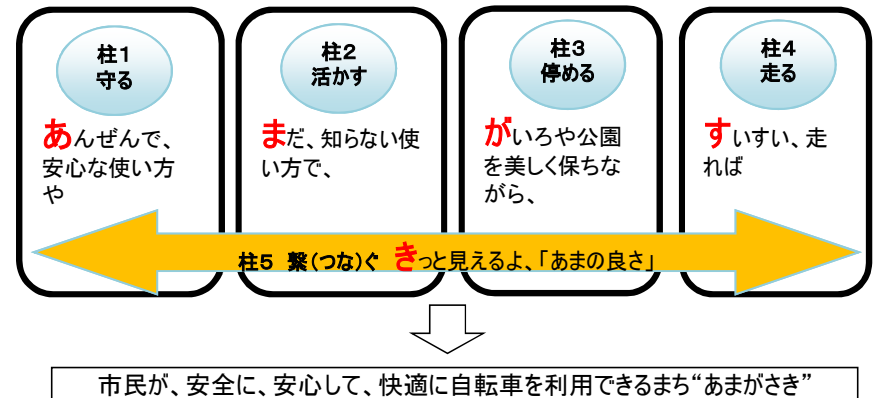 柱1
守る
あんぜんで、
安心な使い方
や
柱2
活かす
まだ、知らない使
い方で、
柱3
停める
がいろや公園
を美しく保ちな
がら、
柱4
走る
すいすい、走
れば
柱5 繋(つな)ぐ きっと見えるよ、「あまの良さ」
市民が、安全に、安心して、快適に自転車を利用できるまち“あまがさき”